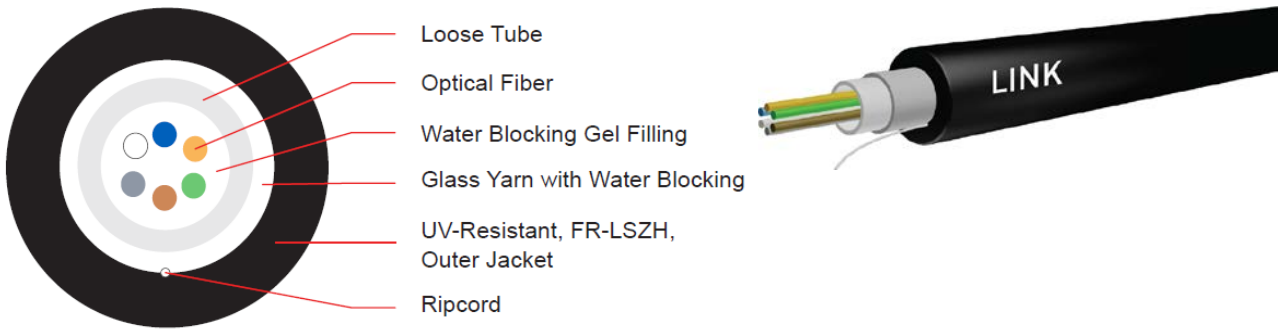 Loose Tube
Optical Fiber
Water Blocking Gel Filling
Glass Yarn with Water Blocking
UV-Resistant, FR-LSZH,
Outer Jacket
Ripcord
LINK